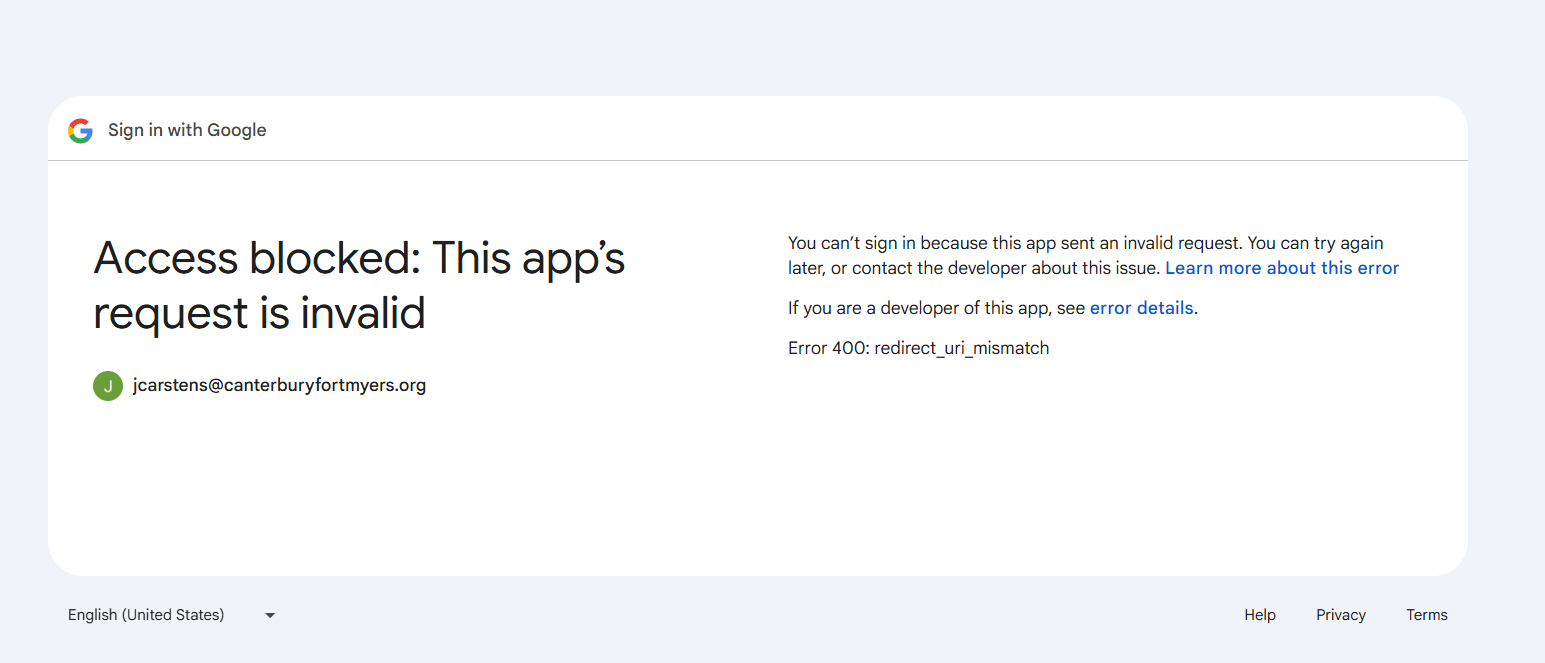 Sign in with Google
Access blocked: This app’s
request is invalid
J
jcarstens@canterburyfortmyers.org
You can’t sign in because this app sent an invalid request. You can try again
later, or contact the developer about this issue. Learn more about this error
If you are a developer of this app, see error details.
Error 400: redirect_uri_mismatch
English (United States)
Help
Privacy
Terms